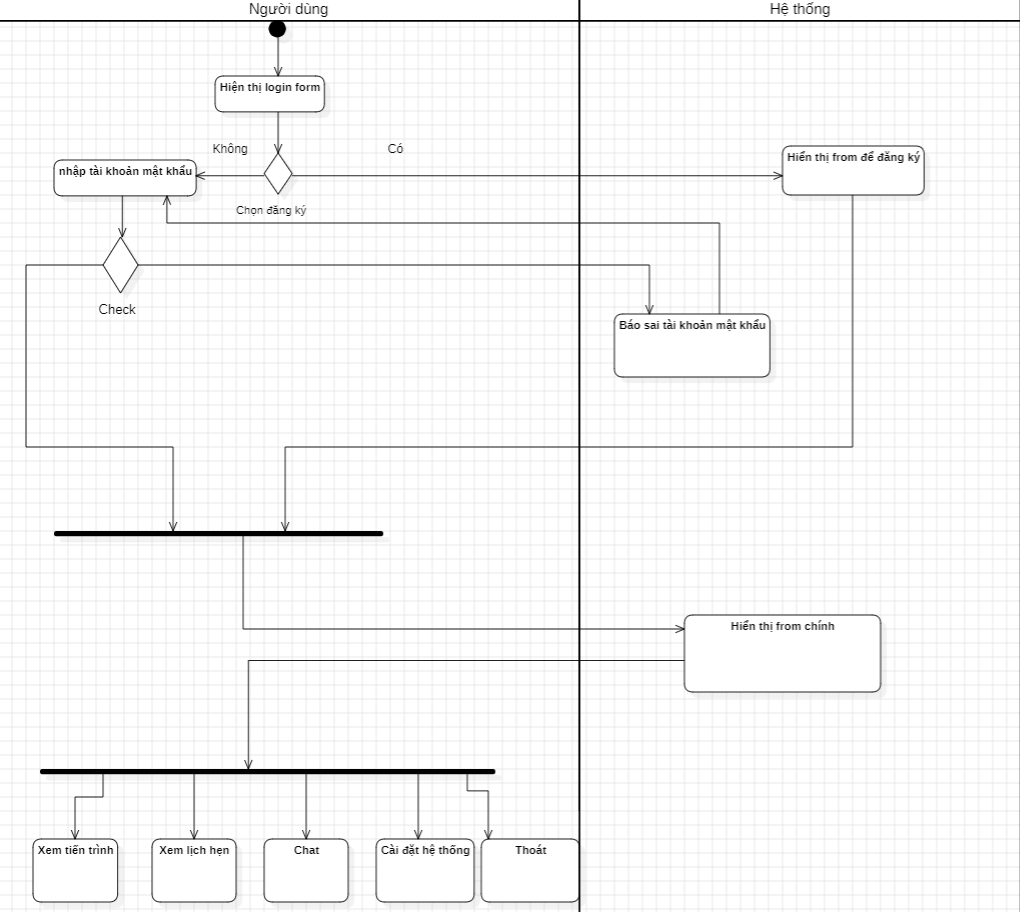 Người dùng
Hệ thống
Hiện thị login form
Không
Có
nhập tài khoản mật khẩu
Hiển thị from để đăng ký
Chọn đăng ký
Check
Báo sai tài khoản mật khẩu
Hiển thị from chính
Xem tiến trình
Xem lịch hẹn
Chat
Cài đặt hệ thống
Thoát